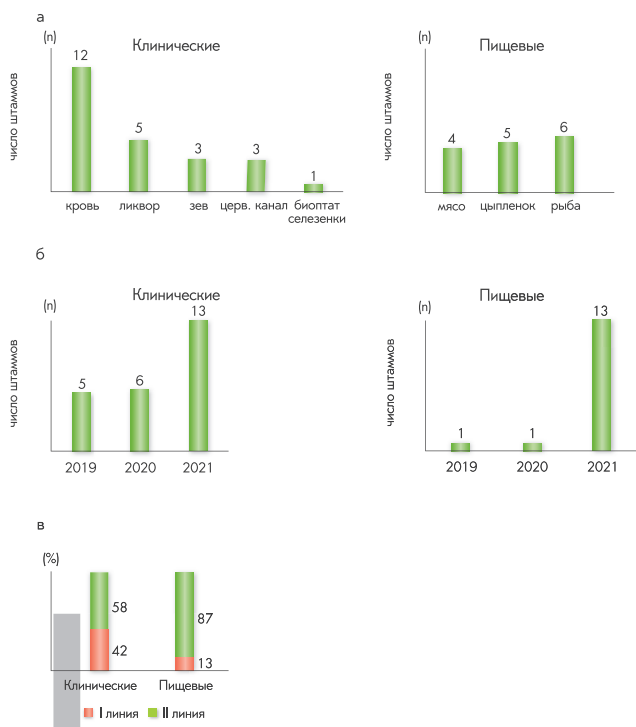 а
(n) Клинические
число штаммов
12
5
3
3
1
кровь ликвор зев церв. канал биоптат
селезенки
(n) Пищевые
число штаммов
4
5
6
мясо цыпленок рыба
б
(n) Клинические
число штаммов
5
6
13
2019 2020 2021
(n) Пищевые
число штаммов
1
1
13
2019 2020 2021
в
(%)
58
42
87
13
Клинические Пищевые
I линия II линия